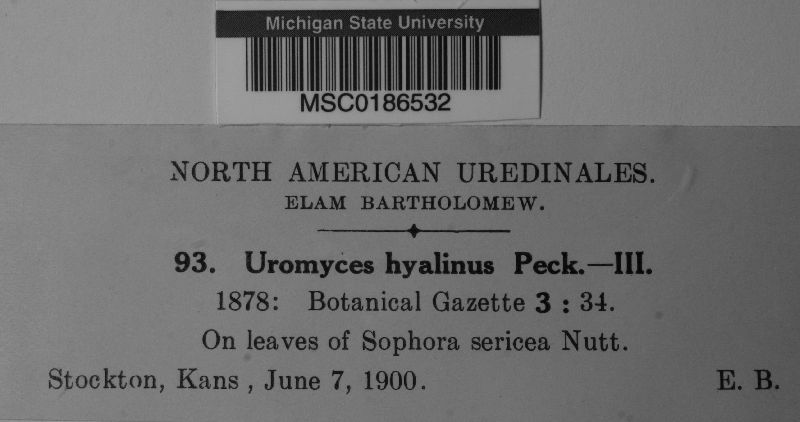 Michigan State University
MSC0186532
NORTH AMERICAN UREDINALES.
ELAM BARTHOLOMEW.
93. Uromyces hyalinus Peck.—III.
1878: Botanical Gazette 3 : 34.
On leaves of Sophora sericea Nutt.
Stockton, Kans , June 7, 1900. E. B.